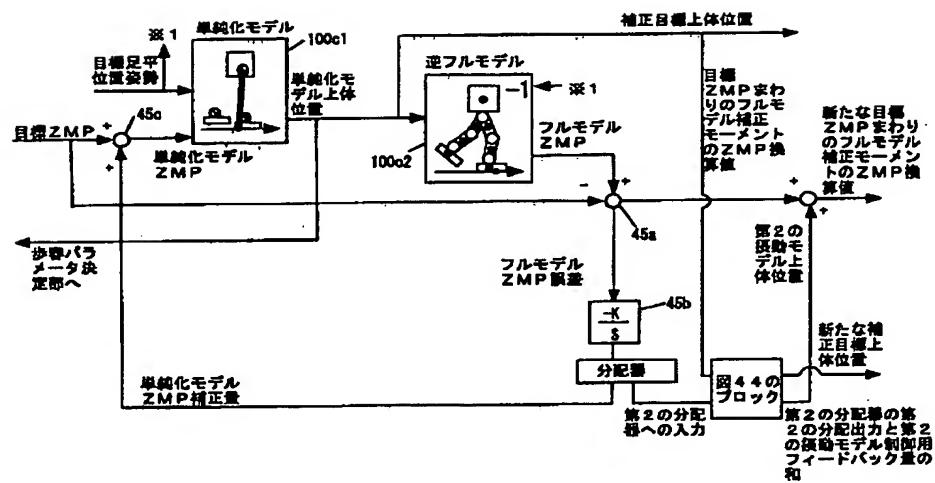 ※1
単純化モデル
100c1
補正目標上体位置
目標足平
位置姿勢
単純化モ
デル上体
位置
逆フルモデル
-1
※1
目標
ZMPまわ
りのフルモ
デル補正
モーメント
のZMP換
算値
新たな目標
ZMPまわり
のフルモデル
補正モーメン
トのZMP換
算値
目標ZMP
+
45a
+
単純化モデル
ZMP
100c2
フルモデル
ZMP
+
-
45a
+
+
歩容パラ
メータ決
定部へ
フルモデル
ZMP誤差
第2の
摂動モ
デル上
体位置
-K
S
45b
分配器
新たな補
正目標上
体位置
図44の
ブロック
単純化モデル
ZMP補正量
第2の分配
器への入力
第2の分配器の第
2の分配出力と第2
の摂動モデル制御用
フィードバック量の
和